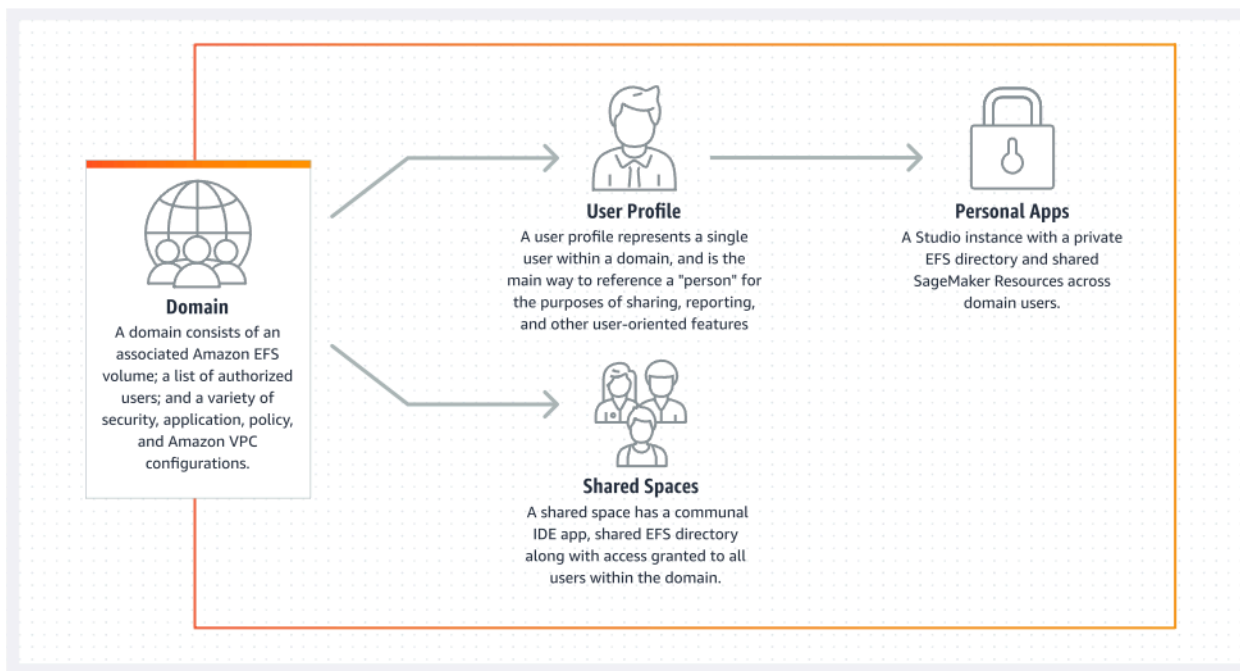 Domain
A domain consists of an
associated Amazon EFS
volume; a list of authorized
users; and a variety of
security, application, policy,
and Amazon VPC
configurations.
User Profile
A user profile represents a single
user within a domain, and is the
main way to reference a "person" for
the purposes of sharing, reporting,
and other user-oriented features
Personal Apps
A Studio instance with a private
EFS directory and shared
SageMaker Resources across
domain users.
Shared Spaces
A shared space has a communal
IDE app, shared EFS directory
along with access granted to all
users within the domain.